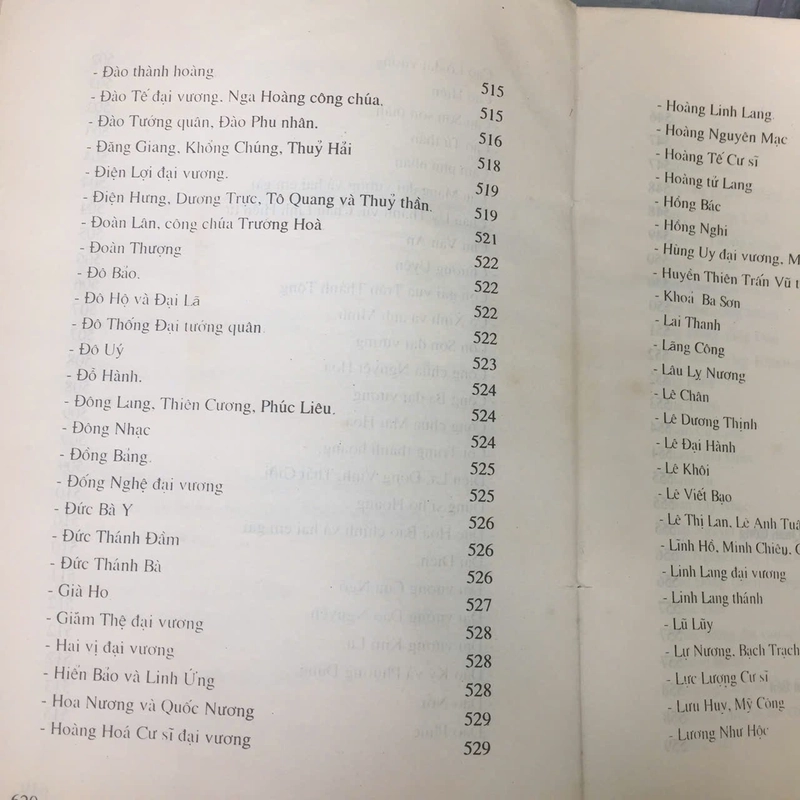 - Đào thành hoàng 515
- Đào Tế đại vương. Nga Hoàng công chúa. 515
- Đào Tướng quân, Đào Phu nhân. 516
- Đăng Giang, Khổng Chúng, Thuỷ Hải 518
- Điện Lợi đại vương. 519
- Điện Hưng, Dương Trực, Tô Quang và Thuỷ thần. 519
- Đoàn Lân, công chúa Trường Hoà 521
- Đoàn Thượng 522
- Đô Bảo. 522
- Đô Hộ và Đại Lã 522
- Đô Thống Đại tướng quân. 522
- Đô Uý 523
- Đỗ Hành. 524
- Đông Lang, Thiên Cương, Phúc Liêu. 524
- Đông Nhạc 524
- Đồng Bảng. 525
- Đống Nghệ đại vương 525
- Đức Bà Y 526
- Đức Thánh Đầm 526
- Đức Thánh Bà 526
- Già Ho 527
- Giám Thệ đại vương 528
- Hai vị đại vương 528
- Hiển Bảo và Linh Ứng 528
- Hoa Nương và Quốc Nương 529
- Hoàng Hoá Cư sĩ đại vương 529
- Hoàng Linh Lang
- Hoàng Nguyên Mạc
- Hoàng Tế Cư sĩ
- Hoàng tử Lang
- Hồng Bác
- Hồng Nghi
- Hùng Uy đại vương. M
- Huyền Thiên Trấn Vũ t
- Khoả Ba Sơn
- Lai Thanh
- Lãng Công
- Lâu Lỵ Nương
- Lê Chân
- Lê Dương Thịnh
- Lê Đại Hành
- Lê Khôi
- Lê Viết Bạo
- Lê Thị Lan, Lê Anh Tuấ
- Linh Hồ, Minh Chiêu. C
- Linh Lang đại vương
- Linh Lang thánh
- Lũ Lũy
- Lự Nương. Bạch Trạch
- Lực Lượng Cư sĩ
- Lưu Huy, Mỹ Công
- Lương Như Hộc